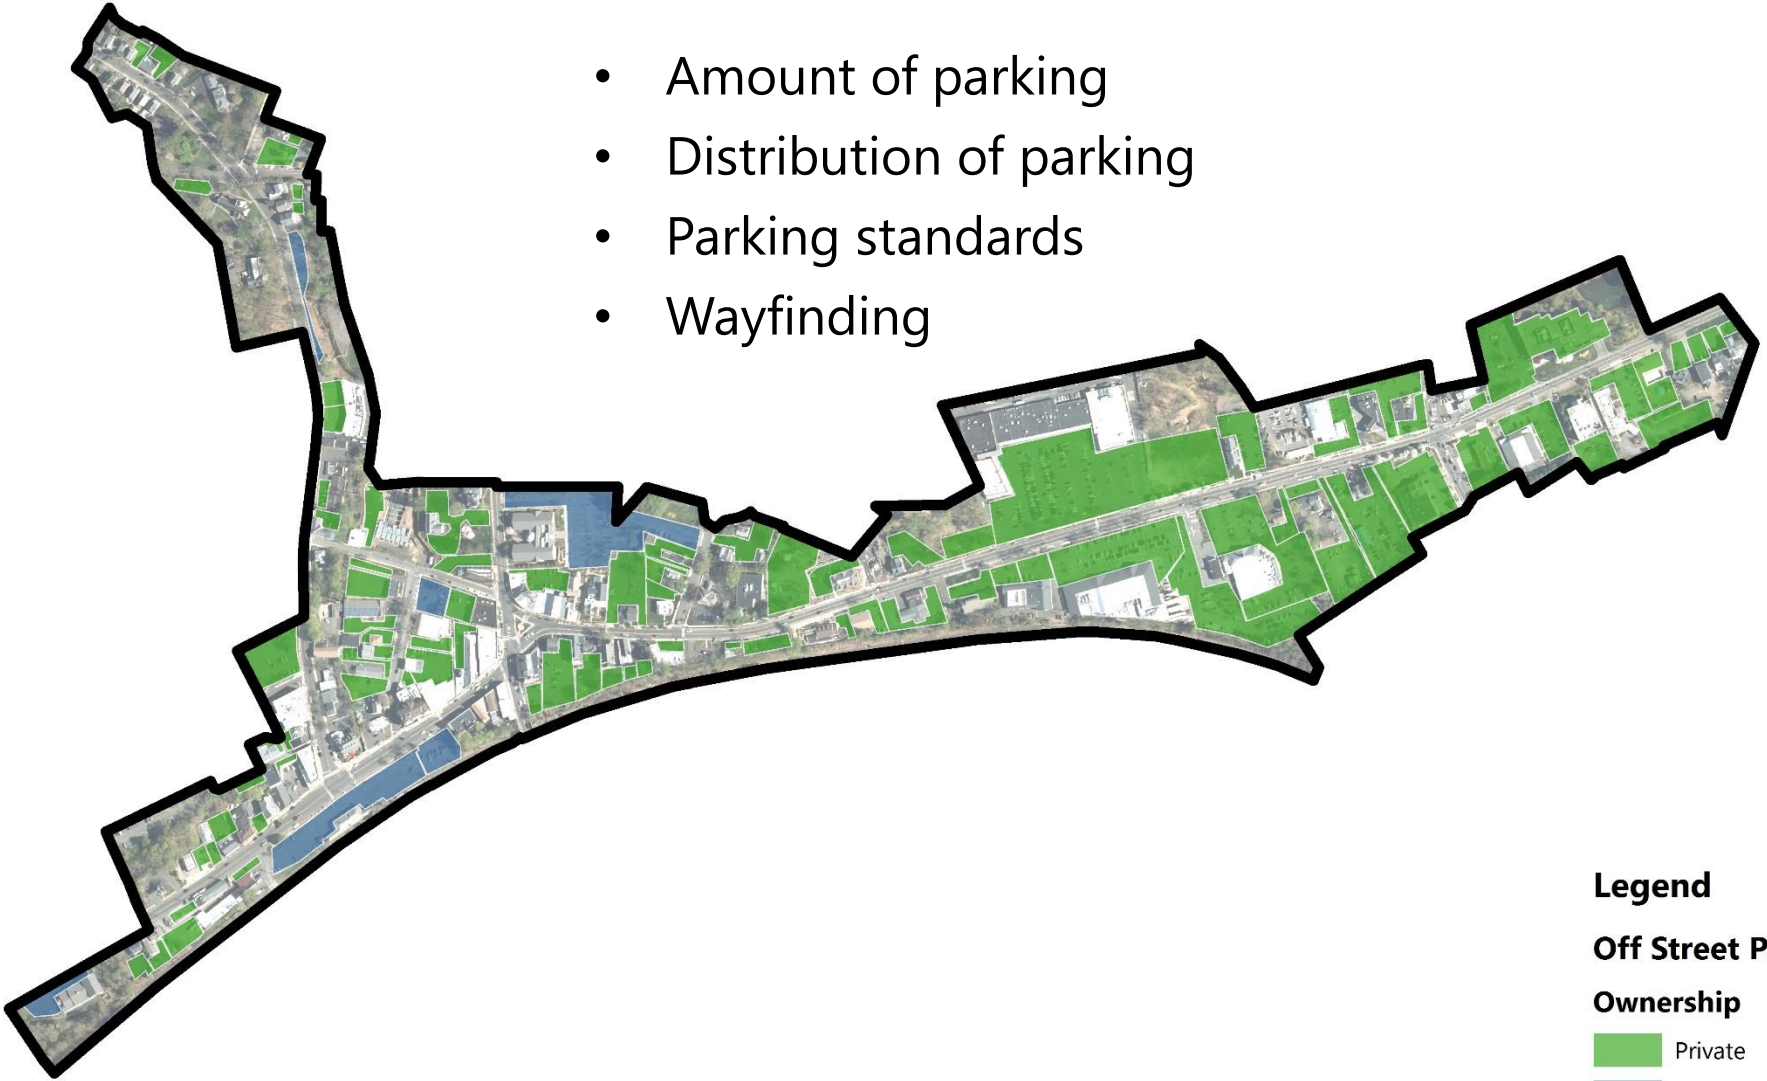 • Amount of parking
• Distribution of parking
• Parking standards
• Wayfinding
Legend
Off Street P
Ownership
Private